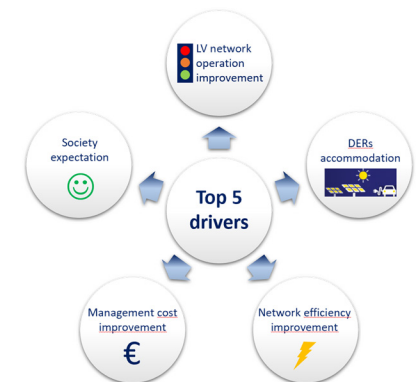 LV network
operation
improvement
Society
expectation
DERs
accommodation
Top 5
drivers
Management cost
improvement
€
Network efficiency
improvement